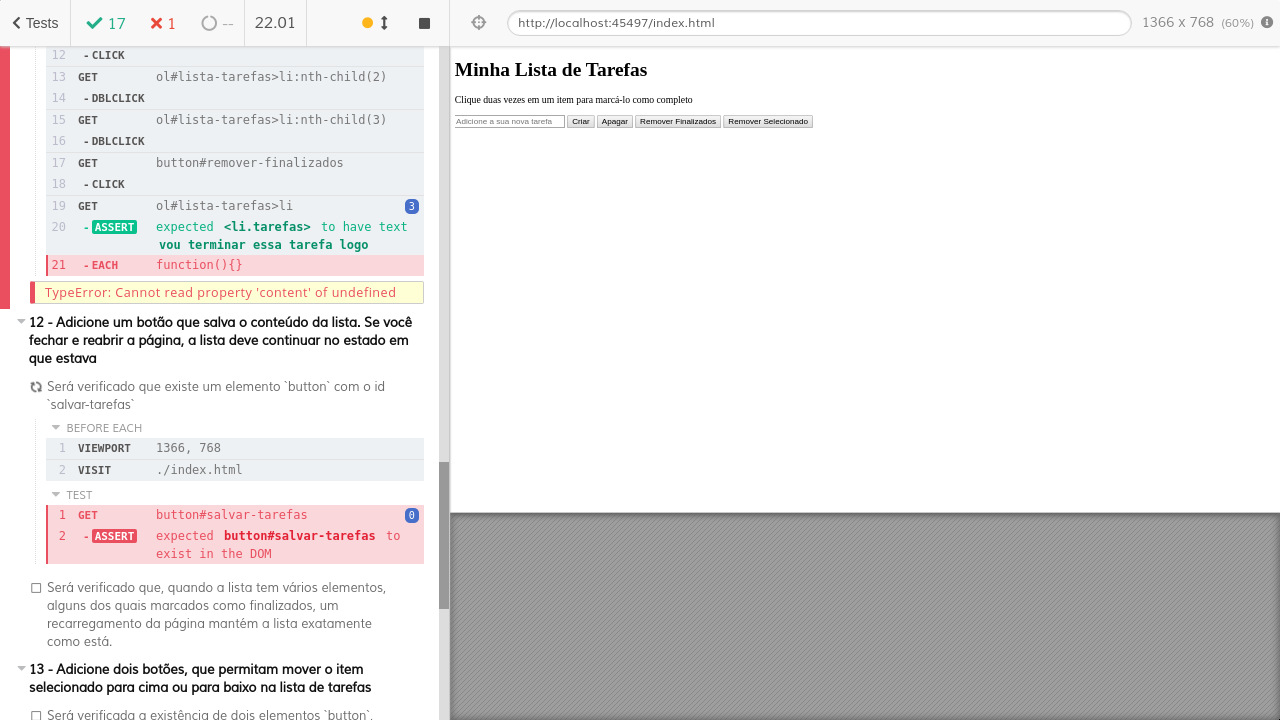 Tests 17 1 -- 22.01 http://localhost:45497/index.html 1366 x 768 (60%)
12 - CLICK
13 GET ol#lista-tarefas>li:nth-child(2)
14 - DBLCLICK
15 GET ol#lista-tarefas>li:nth-child(3)
16 - DBLCLICK
17 GET button#remover-finalizados
18 - CLICK
19 GET ol#lista-tarefas>li 3
20 - ASSERT expected <li.tarefas> to have text
vou terminar essa tarefa logo
21 - EACH function(){}
TypeError: Cannot read property 'content' of undefined
12 - Adicione um botão que salva o conteúdo da lista. Se você
fechar e reabrir a página, a lista deve continuar no estado em
que estava
Será verificado que existe um elemento `button` com o id
`salvar-tarefas`
BEFORE EACH
1 VIEWPORT 1366, 768
2 VISIT ./index.html
TEST
1 GET button#salvar-tarefas 0
2 - ASSERT expected button#salvar-tarefas to
exist in the DOM
Será verificado que, quando a lista tem vários elementos,
alguns dos quais marcados como finalizados, um
recarregamento da página mantém a lista exatamente
como está.
13 - Adicione dois botões, que permitam mover o item
selecionado para cima ou para baixo na lista de tarefas
Será verificada a existência de dois elementos `button`,
Minha Lista de Tarefas
Clique duas vezes em um item para marcá-lo como completo
Adicione a sua nova tarefa Criar Apagar Remover Finalizados Remover Selecionado